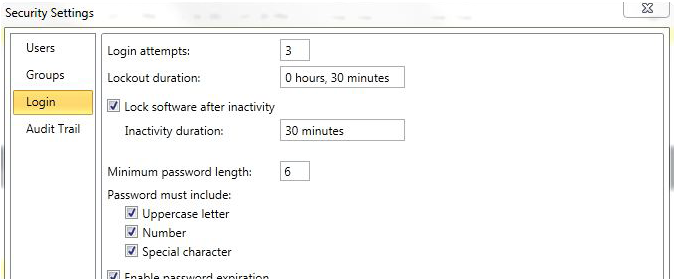 Security Settings
Users
Groups
Login
Audit Trail
Login attempts: 3
Lockout duration: 0 hours, 30 minutes
Lock software after inactivity
Inactivity duration: 30 minutes
Minimum password length: 6
Password must include:
Uppercase letter
Number
Special character
Enable password expiration